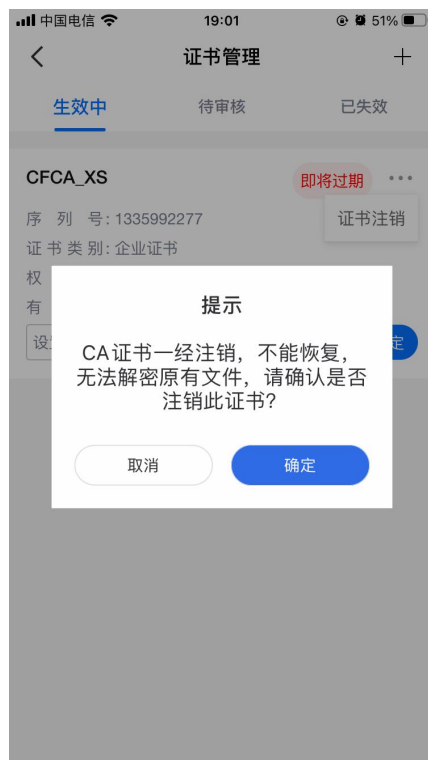 中国电信 19:01 51%
证书管理
生效中 待审核 已失效
CFCA_XS 即将过期
序 列 号: 1335992277 证书注销
证书类别: 企业证书
权
有
提示
设 定
CA证书一经注销，不能恢复，
无法解密原有文件，请确认是否
注销此证书?
取消 确定